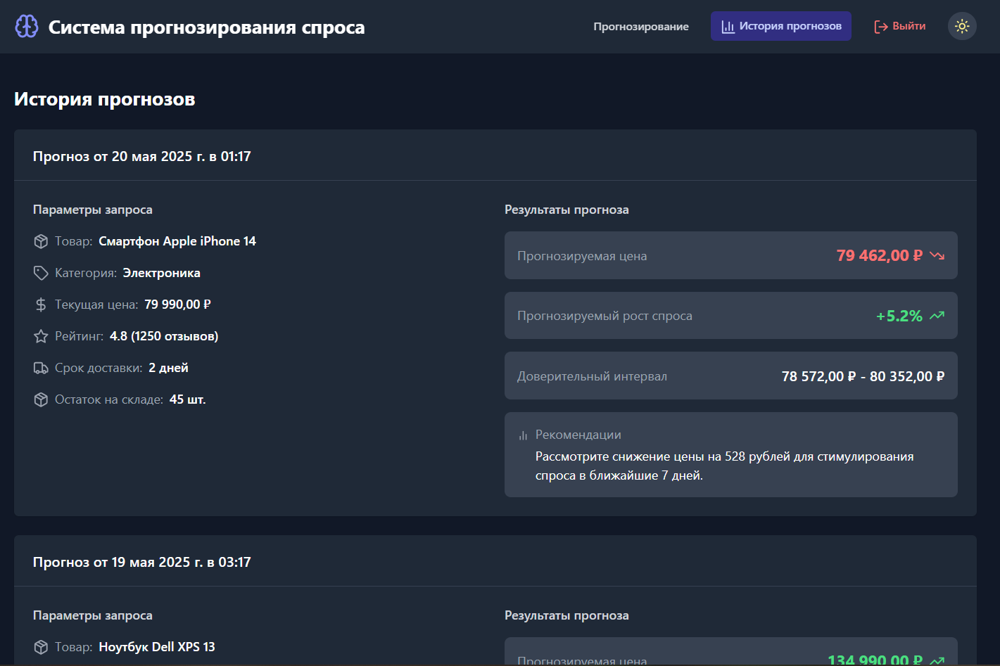 Система прогнозирования спроса
Прогнозирование
История прогнозов
Выйти
История прогнозов
Прогноз от 20 мая 2025 г. в 01:17
Параметры запроса
Товар: Смартфон Apple iPhone 14
Категория: Электроника
Текущая цена: 79 990,00 ₽
Рейтинг: 4.8 (1250 отзывов)
Срок доставки: 2 дней
Остаток на складе: 45 шт.
Результаты прогноза
Прогнозируемая цена 79 462,00 ₽
Прогнозируемый рост спроса +5.2%
Доверительный интервал 78 572,00 ₽ - 80 352,00 ₽
Рекомендации
Рассмотрите снижение цены на 528 рублей для стимулирования
спроса в ближайшие 7 дней.
Прогноз от 19 мая 2025 г. в 03:17
Параметры запроса
Товар: Ноутбук Dell XPS 13
Результаты прогноза
Прогнозируемая цена 134 990,00 ₽